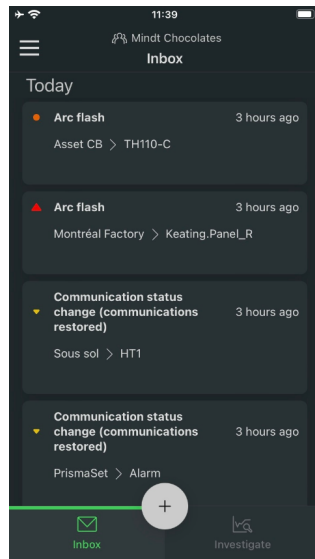 11:39
Mindt Chocolates
Inbox
Today
Arc flash 3 hours ago
Asset CB > TH110-C
Arc flash 3 hours ago
Montréal Factory > Keating.Panel_R
Communication status
change (communications 3 hours ago
restored)
Sous sol > HT1
Communication status
change (communications 3 hours ago
restored)
PrismaSet > Alarm
+
Inbox Investigate